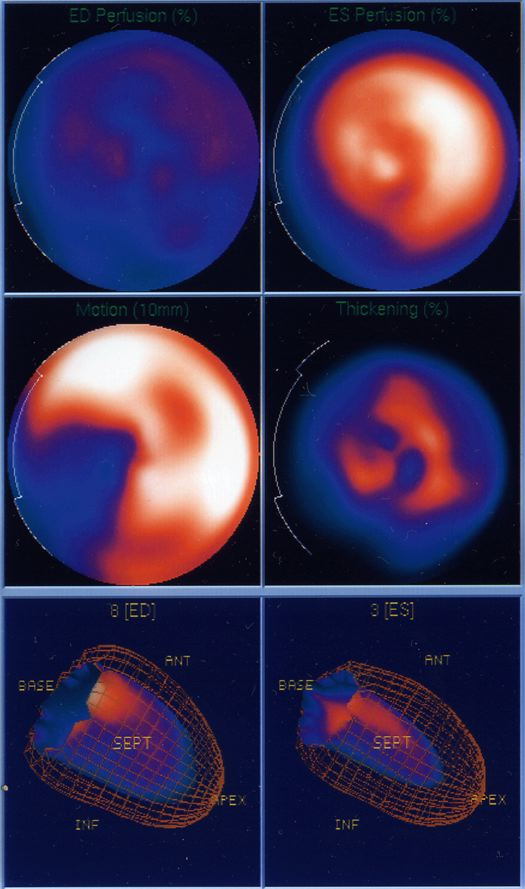 ED Perfusion (%)
ES Perfusion (%)
Motion (10mm)
Thickening (%)
8 [ED]
ANT
BASE
SEPT
APEX
INF
3 [ES]
ANT
BASE
SEPT
APEX
INF